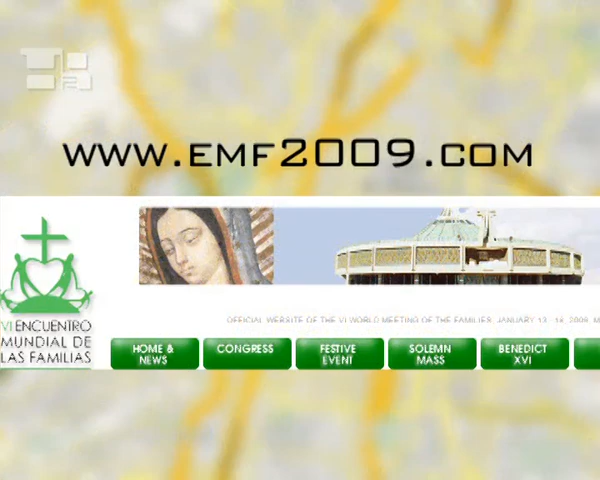 www.EMF2009.com
VI ENCUENTRO
MUNDIAL DE
LAS FAMILIAS
OFFICIAL WEBSITE OF THE VI WORLD MEETING OF THE FAMILIES, JANUARY 13 - 18, 2009, M
HOME &
NEWS
CONGRESS
FESTIVE
EVENT
SOLEMN
MASS
BENEDICT
XVI